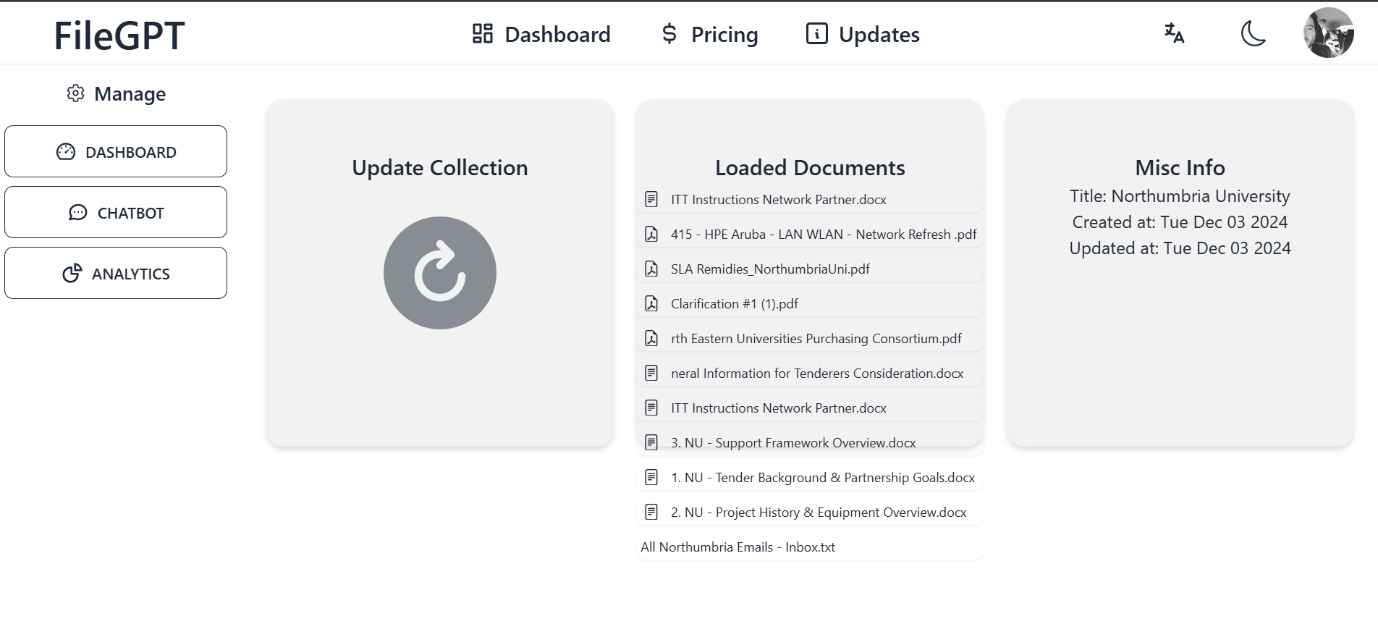 FileGPT
Dashboard
Pricing
Updates
Manage
DASHBOARD
CHATBOT
ANALYTICS
Update Collection
Loaded Documents
ITT Instructions Network Partner.docx
415 - HPE Aruba - LAN WLAN - Network Refresh .pdf
SLA Remidies_NorthumbriaUni.pdf
Clarification #1 (1).pdf
rth Eastern Universities Purchasing Consortium.pdf
neral Information for Tenderers Consideration.docx
ITT Instructions Network Partner.docx
3. NU - Support Framework Overview.docx
1. NU - Tender Background & Partnership Goals.docx
2. NU - Project History & Equipment Overview.docx
All Northumbria Emails - Inbox.txt
Misc Info
Title: Northumbria University
Created at: Tue Dec 03 2024
Updated at: Tue Dec 03 2024